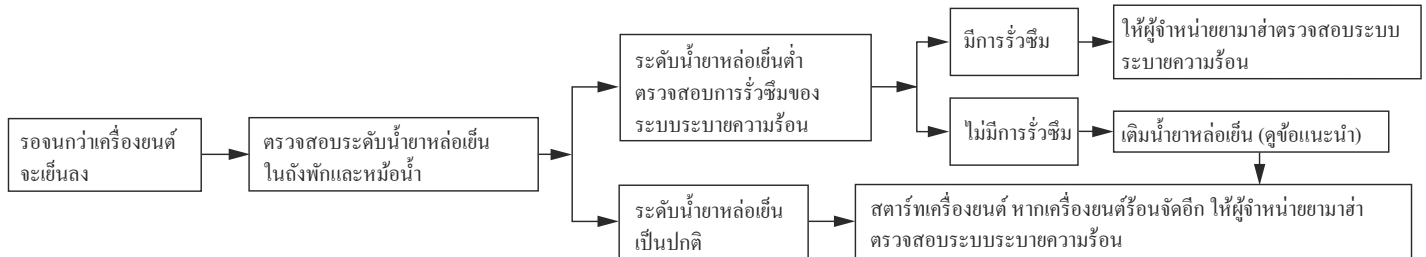 รอจนกว่าเครื่องยนต์
จะเย็นลง
ตรวจสอบระดับน้ำยาหล่อเย็น
ในถังพักและหม้อน้ำ
ระดับน้ำยาหล่อเย็นต่ำ
ตรวจสอบการรั่วซึมของ
ระบบระบายความร้อน
มีการรั่วซึม
ให้ผู้จำหน่ายยามาฮ่าตรวจสอบระบบ
ระบายความร้อน
ไม่มีการรั่วซึม
เติมน้ำยาหล่อเย็น (ดูข้อแนะนำ)
ระดับน้ำยาหล่อเย็น
เป็นปกติ
สตาร์ทเครื่องยนต์ หากเครื่องยนต์ร้อนจัดอีก ให้ผู้จำหน่ายยามาฮ่า
ตรวจสอบระบบระบายความร้อน